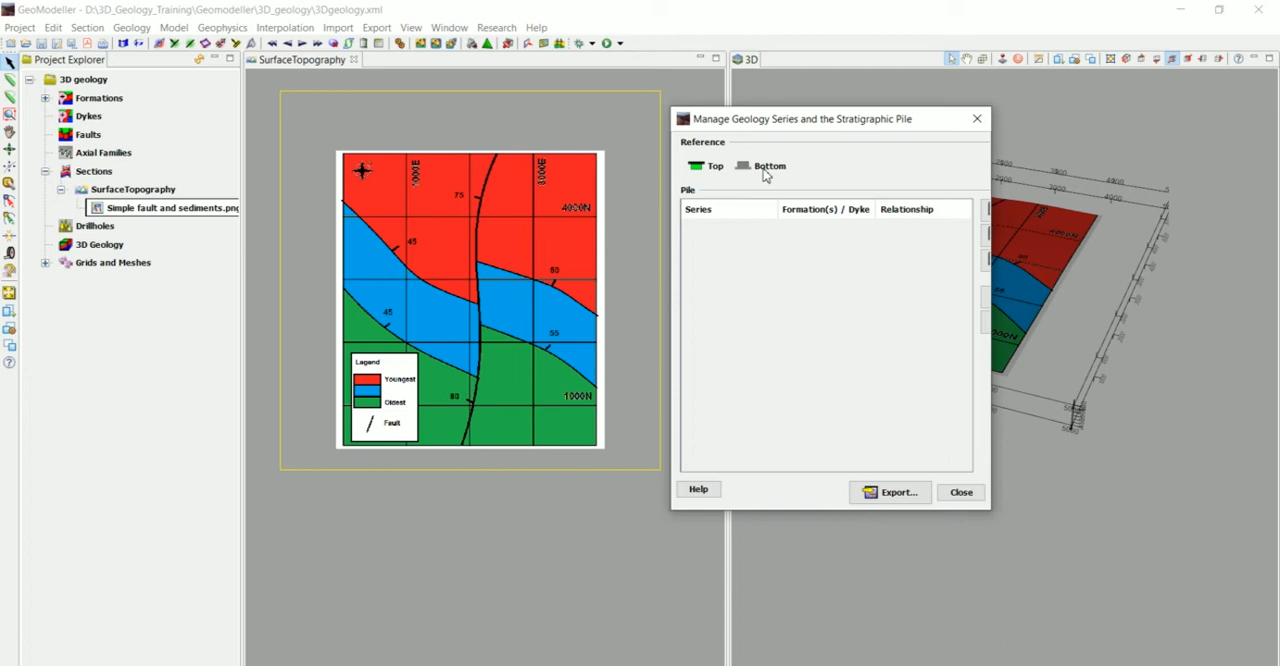 GeoModeller - D:\3D_Geology_Training\Geomodeller\3D_geology\3Dgeology.xml
Project Edit Section Geology Model Geophysics Interpolation Import Export View Window Research Help
Project Explorer
3D geology
Formations
Dykes
Faults
Axial Families
Sections
SurfaceTopography
Simple fault and sediments.png
Drillholes
3D Geology
Grids and Meshes
SurfaceTopography
1000E
3000E
75
4000N
45
60
45
55
80
1000N
Legend
Youngest
Oldest
Fault
3D
Manage Geology Series and the Stratigraphic Pile
Reference
Top Bottom
Pile
Series Formation(s) / Dyke Relationship
Help Export... Close
4000
4000N